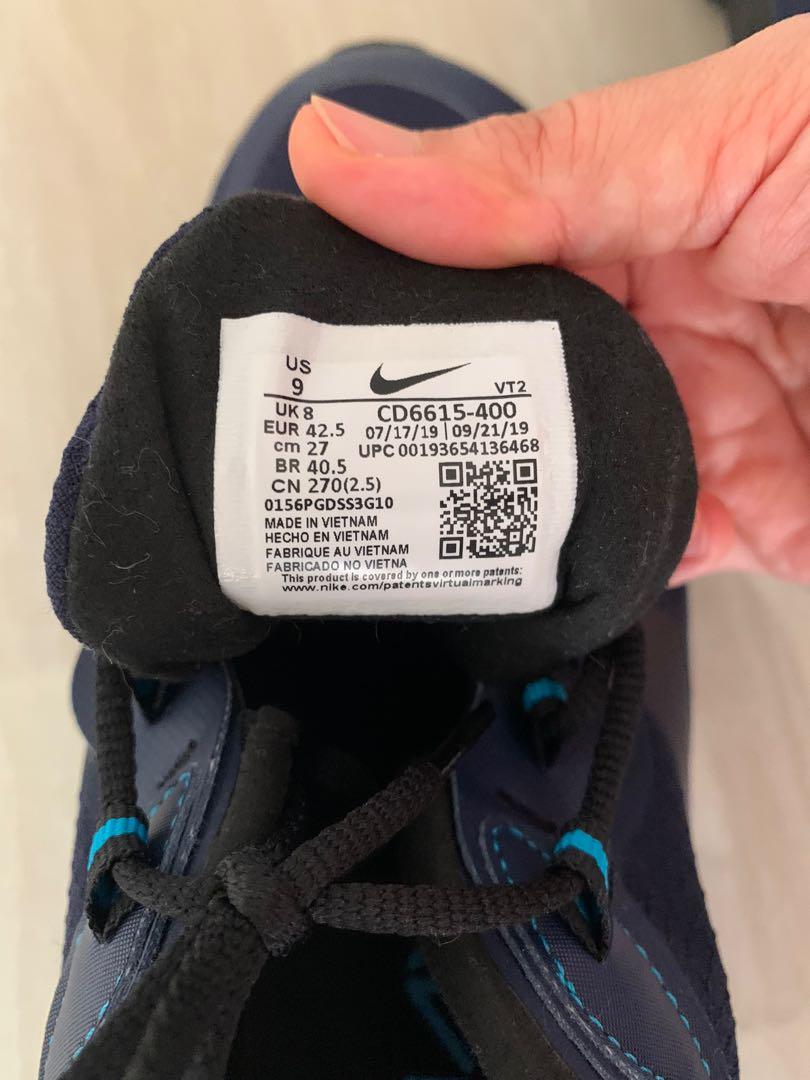 US
9
VT2
UK 8
CD6615-400
EUR 42.5
07/17/19 | 09/21/19
cm 27
UPC 00193654136468
BR 40.5
CN 270(2.5)
0156PGDSS3G10
MADE IN VIETNAM
HECHO EN VIETNAM
FABRIQUE AU VIETNAM
FABRICADO NO VIETNA
This product is covered by one or more patents:
www.nike.com/patentsvirtualmarking